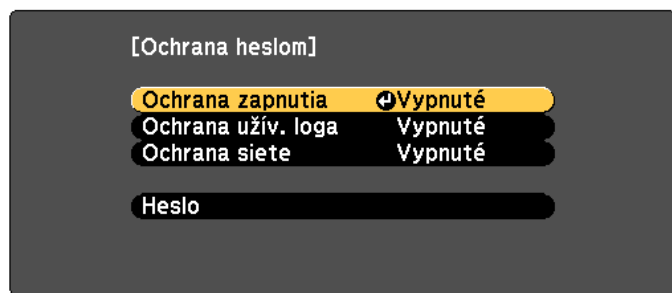 [Ochrana heslom]
Ochrana zapnutia Vypnuté
Ochrana užív. loga Vypnuté
Ochrana siete Vypnuté
Heslo